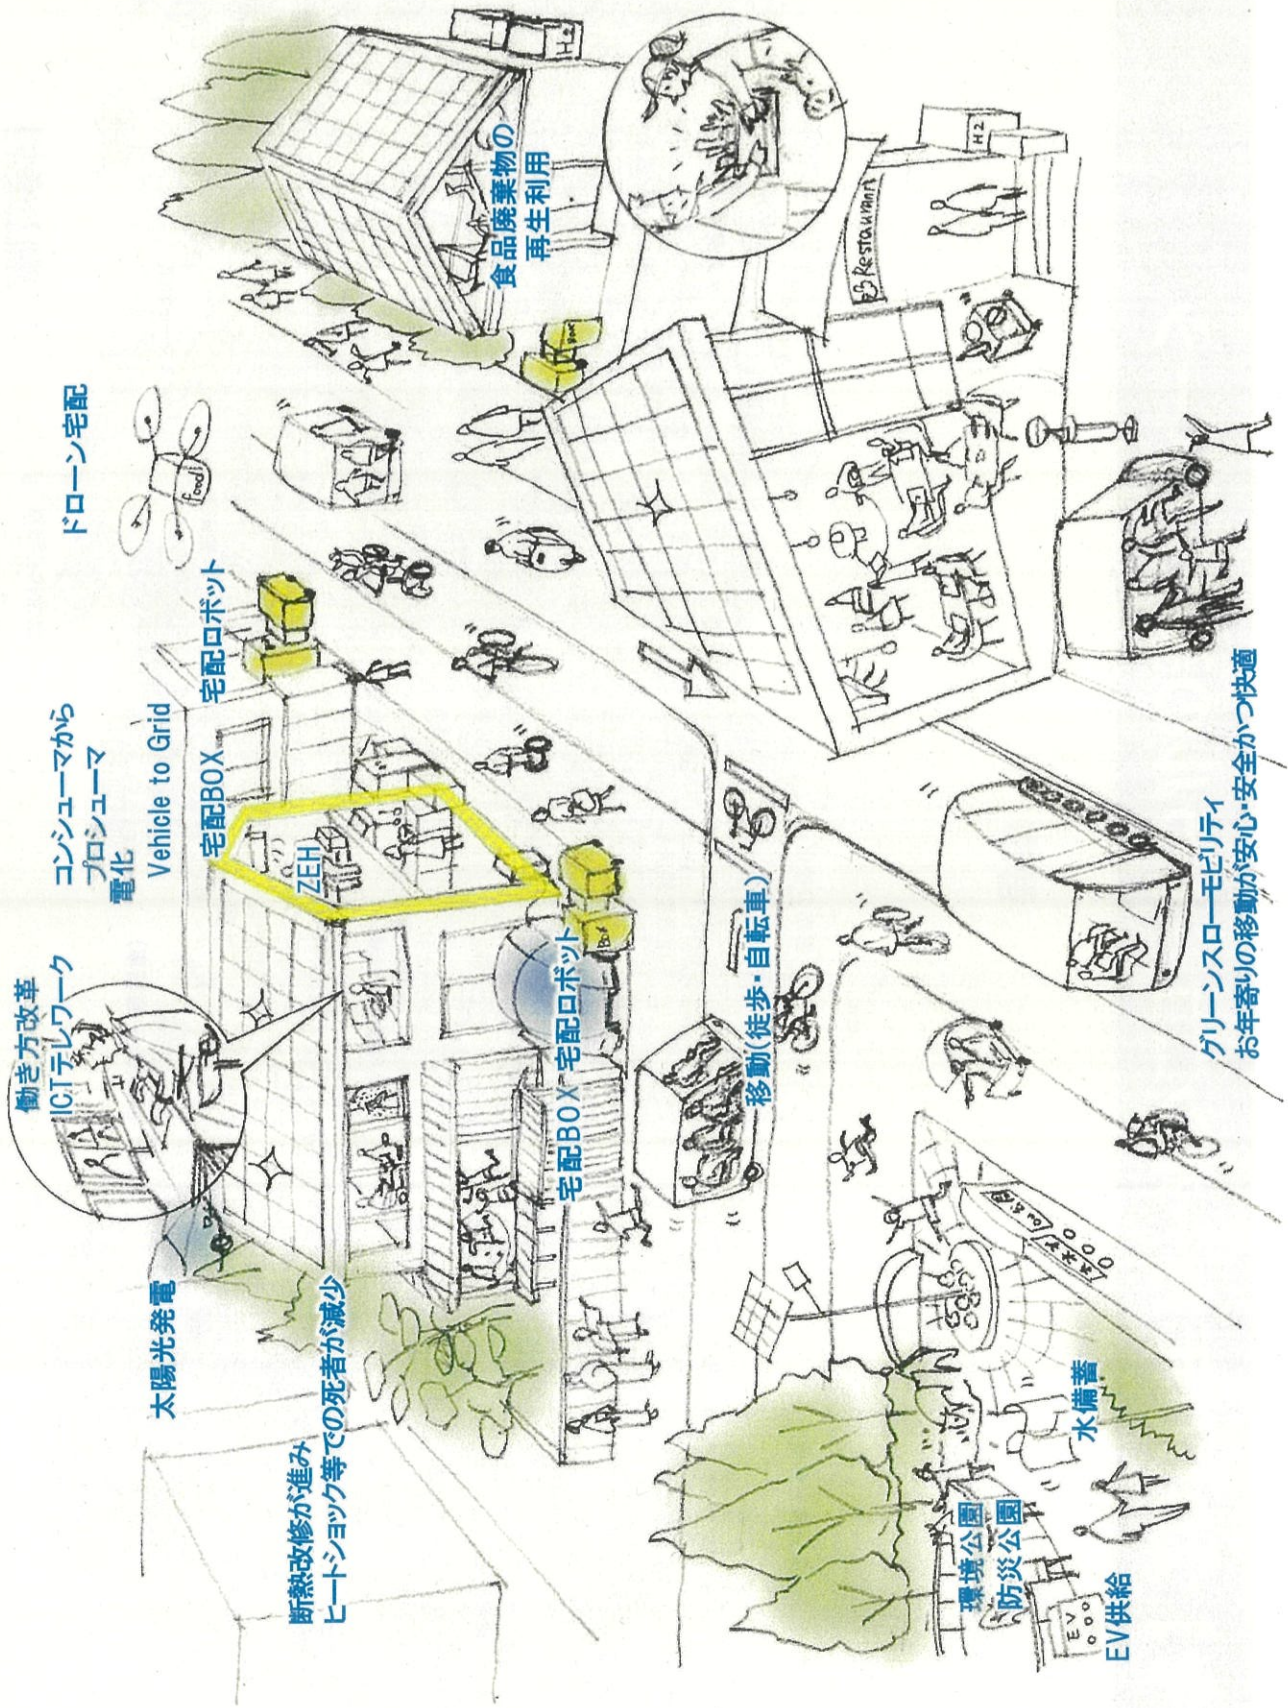 働き方改革
ICTテレワーク
コンシューマから
プロシューマ
電化
Vehicle to Grid
ドローン宅配
food
太陽光発電
宅配BOX 宅配ロボット
断熱改修が進み
ヒートショック等での死者が減少
ZEH
食品廃棄物の
再生利用
宅配BOX 宅配ロボット
Box
移動(徒歩・自転車)
Restaurant
H2
環境公園
防災公園
水備蓄
EV
EV供給
グリーンスローモビリティ
お年寄りの移動が安心・安全かつ快適